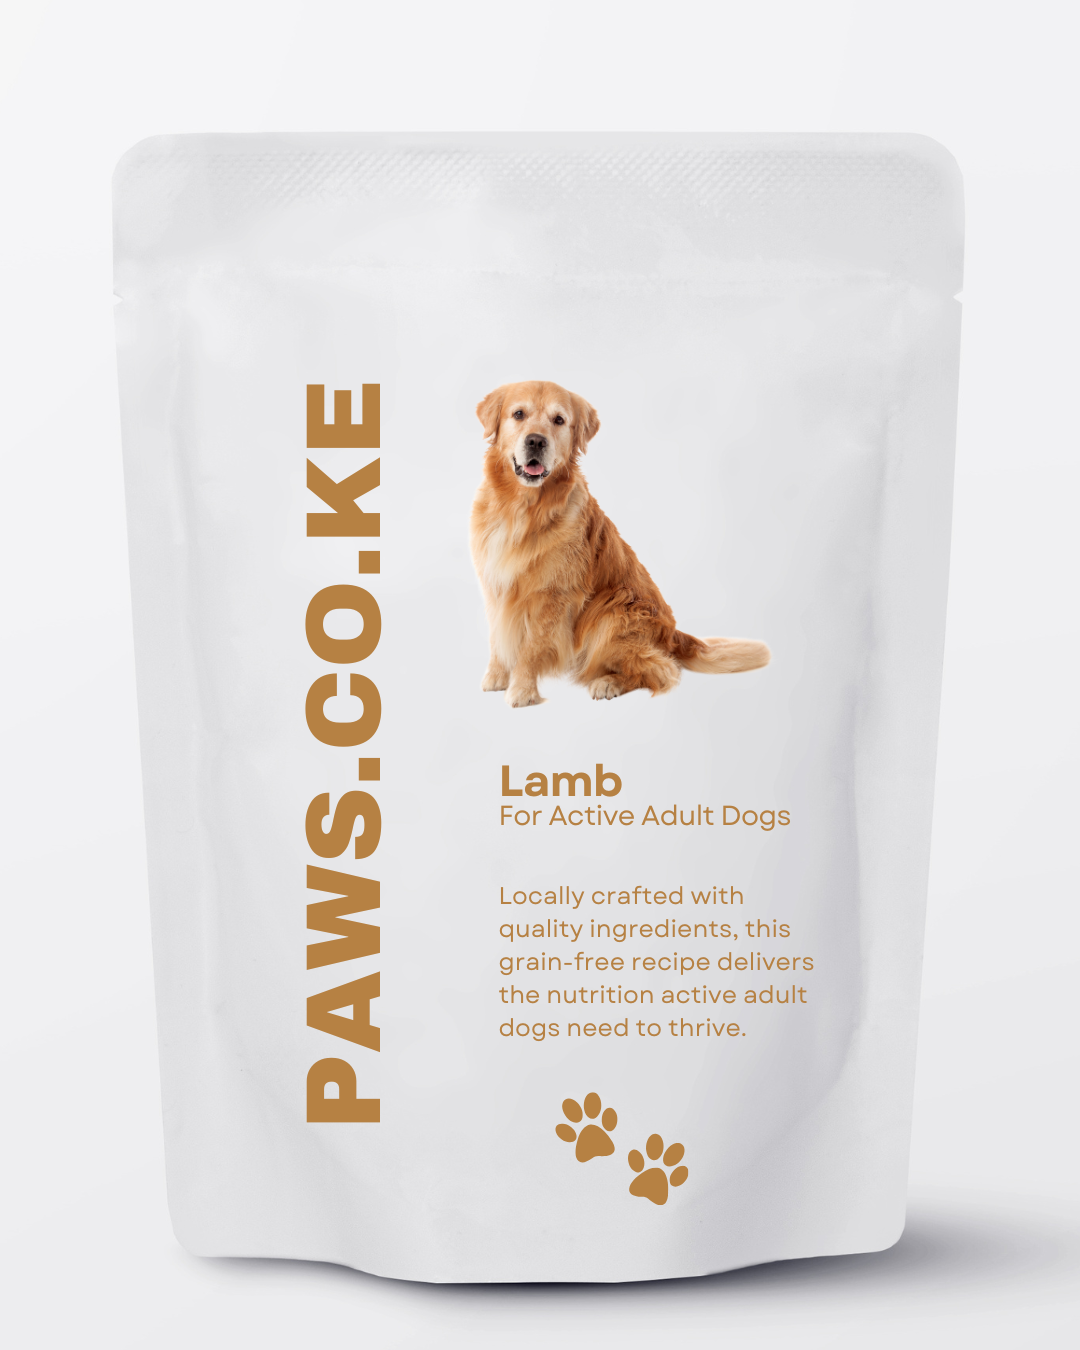 PAWS.CO.KE
Lamb
For Active Adult Dogs
Locally crafted with
quality ingredients, this
grain-free recipe delivers
the nutrition active adult
dogs need to thrive.